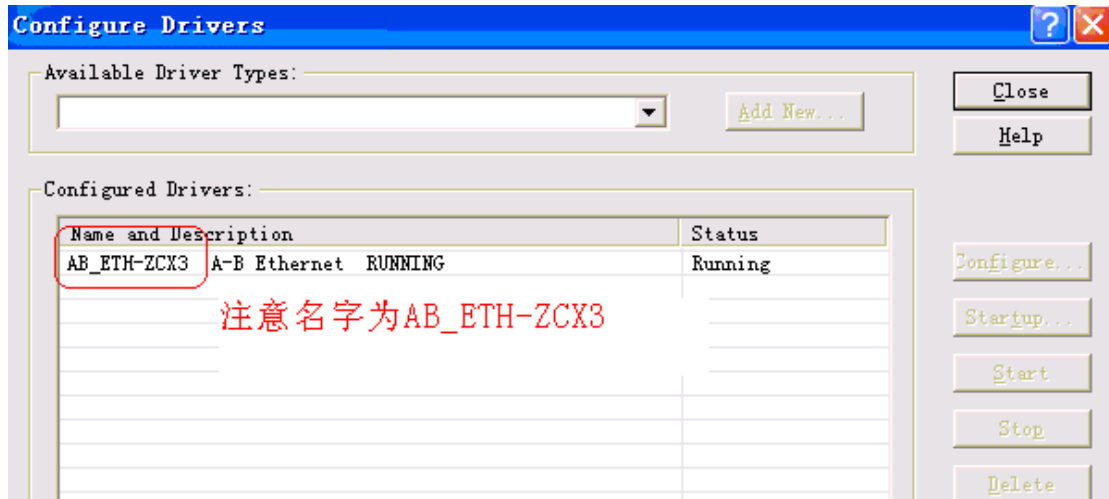 Configure Drivers
Available Driver Types:
Add New...
Close
Help
Configured Drivers:
Name and Description Status
AB_ETH-ZCX3 A-B Ethernet RUNNING Running
注意名字为AB_ETH-ZCX3
Configure...
Startup...
Start
Stop
Delete